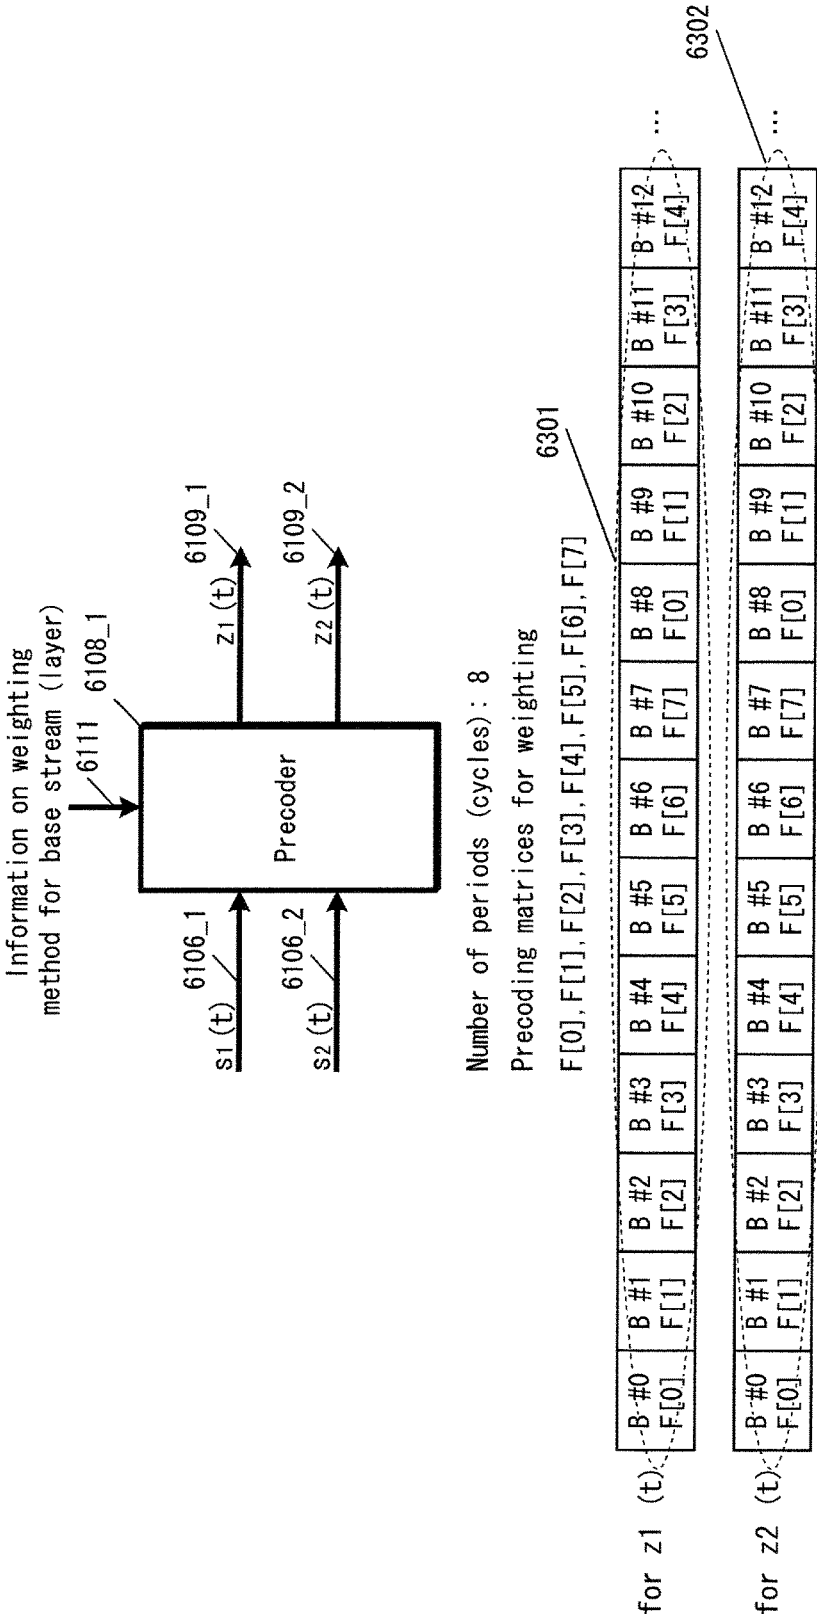 Information on weighting
method for base stream (layer)
6111
6108_1
s1(t)
6106_1
s2(t)
6106_2
Precoder
z1(t)
6109_1
z2(t)
6109_2
Number of periods (cycles): 8
Precoding matrices for weighting
F[0], F[1], F[2], F[3], F[4], F[5], F[6], F[7]
6301
for z1 (t)
B #0 B #1 B #2 B #3 B #4 B #5 B #6 B #7 B #8 B #9 B #10 B #11 B #12 ...
F[0] F[1] F[2] F[3] F[4] F[5] F[6] F[7] F[0] F[1] F[2] F[3] F[4]
6302
for z2 (t)
B #0 B #1 B #2 B #3 B #4 B #5 B #6 B #7 B #8 B #9 B #10 B #11 B #12 ...
F[0] F[1] F[2] F[3] F[4] F[5] F[6] F[7] F[0] F[1] F[2] F[3] F[4]